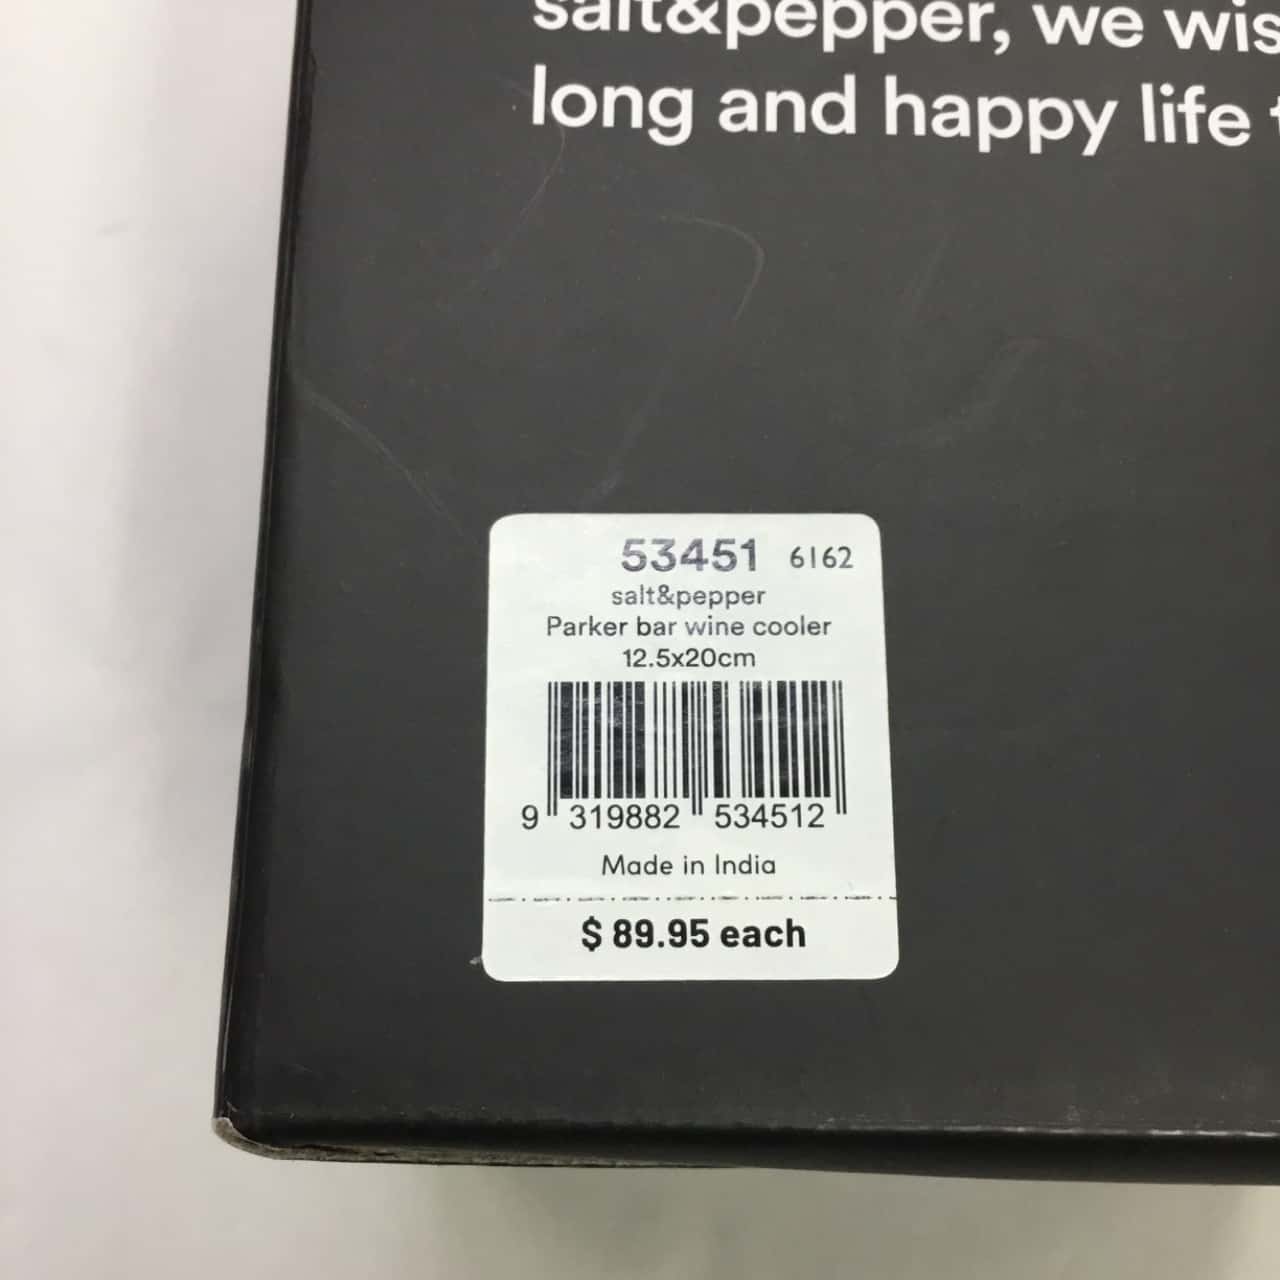 salt&pepper, we wis
long and happy life
53451 6162
salt&pepper
Parker bar wine cooler
12.5x20cm
9 319882 534512
Made in India
$ 89.95 each